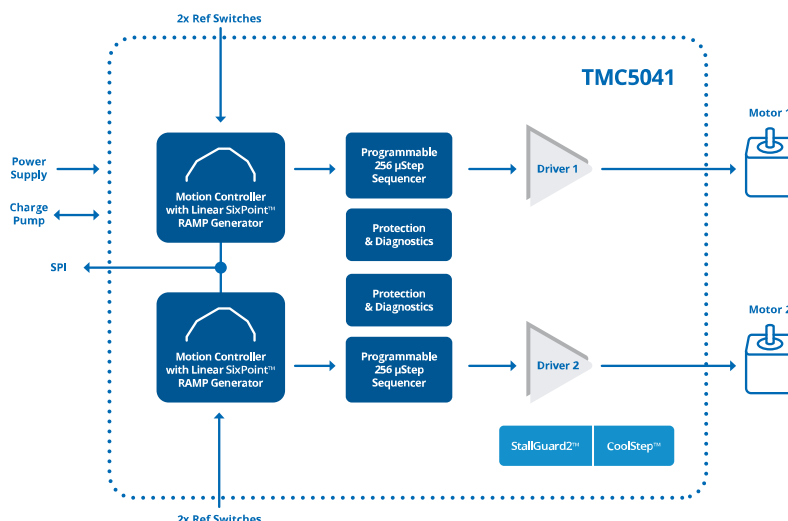 2x Ref Switches
TMC5041
Motor 1
Power
Supply
Charge
Pump
SPI
Motion Controller
with Linear SixPoint™
RAMP Generator
Programmable
256 µStep
Sequencer
Driver 1
Protection
& Diagnostics
Protection
& Diagnostics
Motor 2
Motion Controller
with Linear SixPoint™
RAMP Generator
Programmable
256 µStep
Sequencer
Driver 2
StallGuard2™
CoolStep™
2x Ref Switches